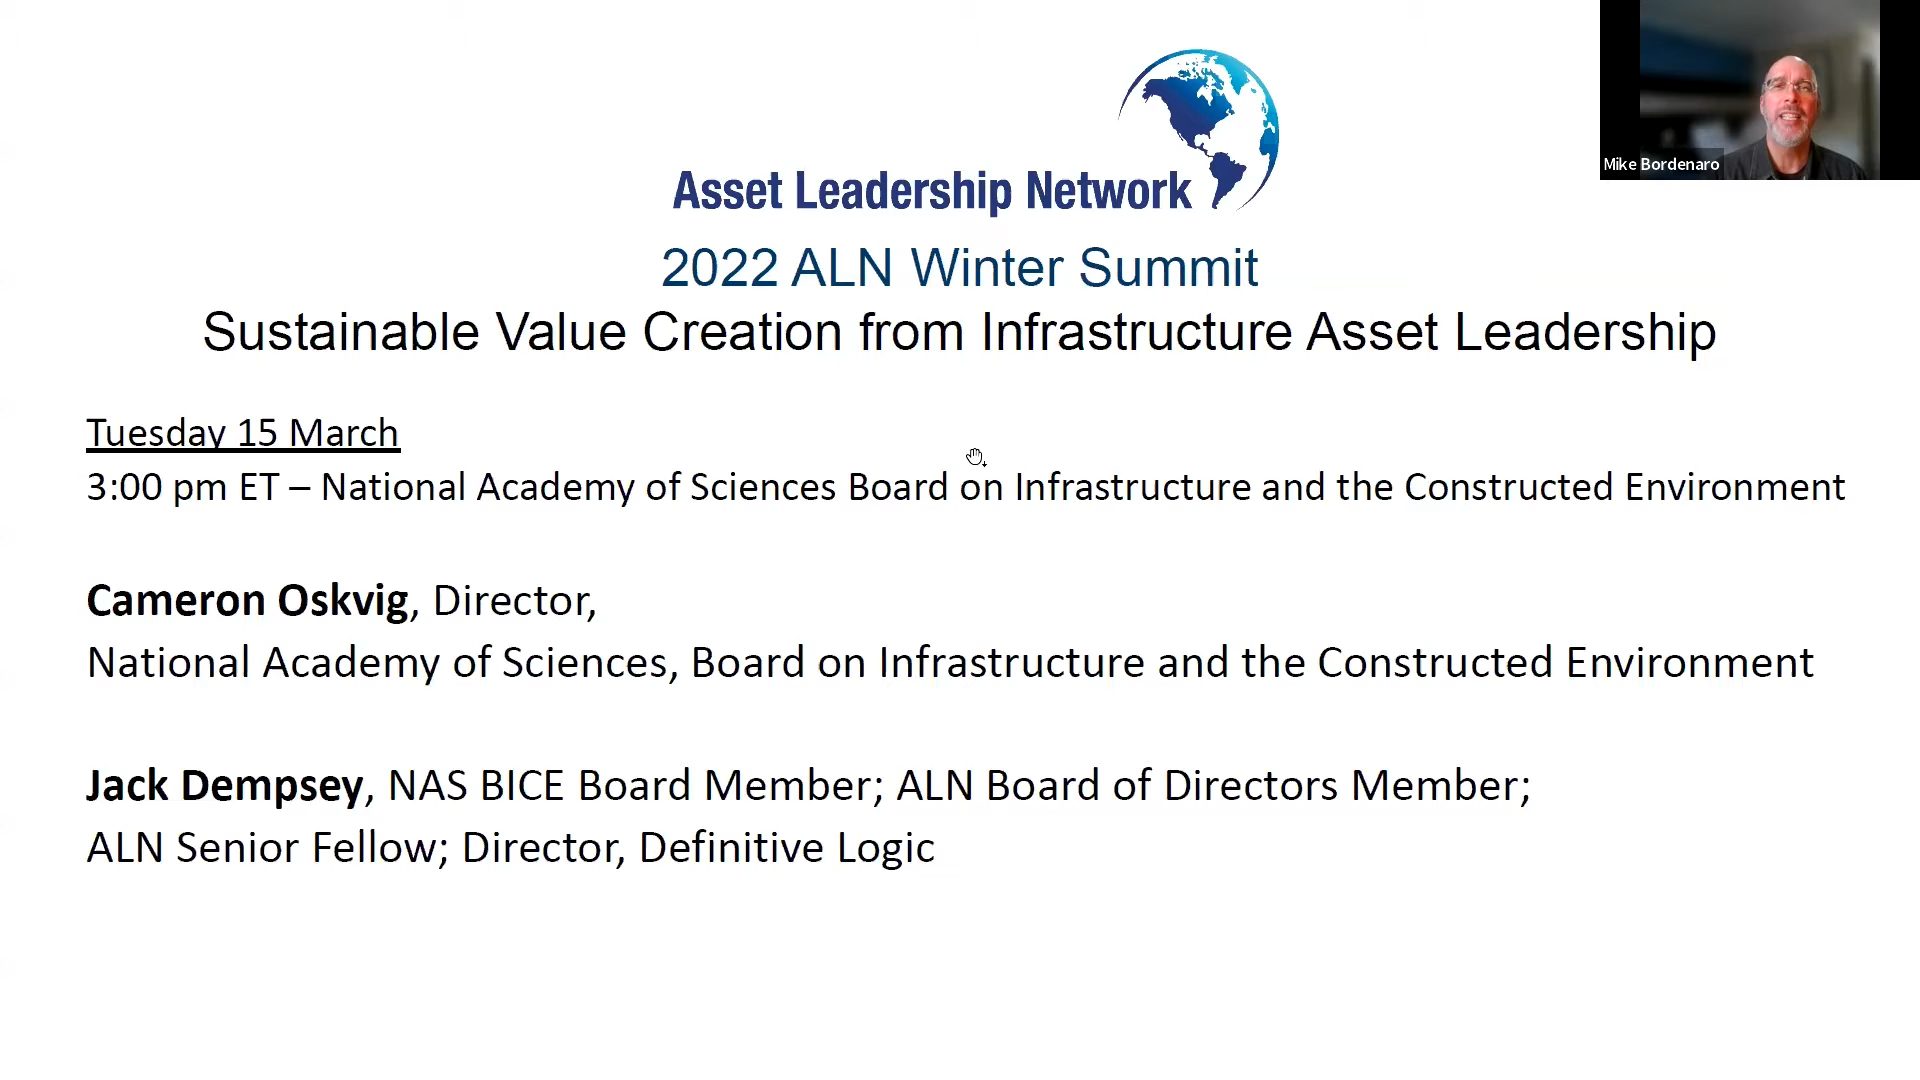 Mike Bordenaro
Asset Leadership Network
2022 ALN Winter Summit
Sustainable Value Creation from Infrastructure Asset Leadership
Tuesday 15 March
3:00 pm ET – National Academy of Sciences Board on Infrastructure and the Constructed Environment
Cameron Oskvig, Director,
National Academy of Sciences, Board on Infrastructure and the Constructed Environment
Jack Dempsey, NAS BICE Board Member; ALN Board of Directors Member;
ALN Senior Fellow; Director, Definitive Logic